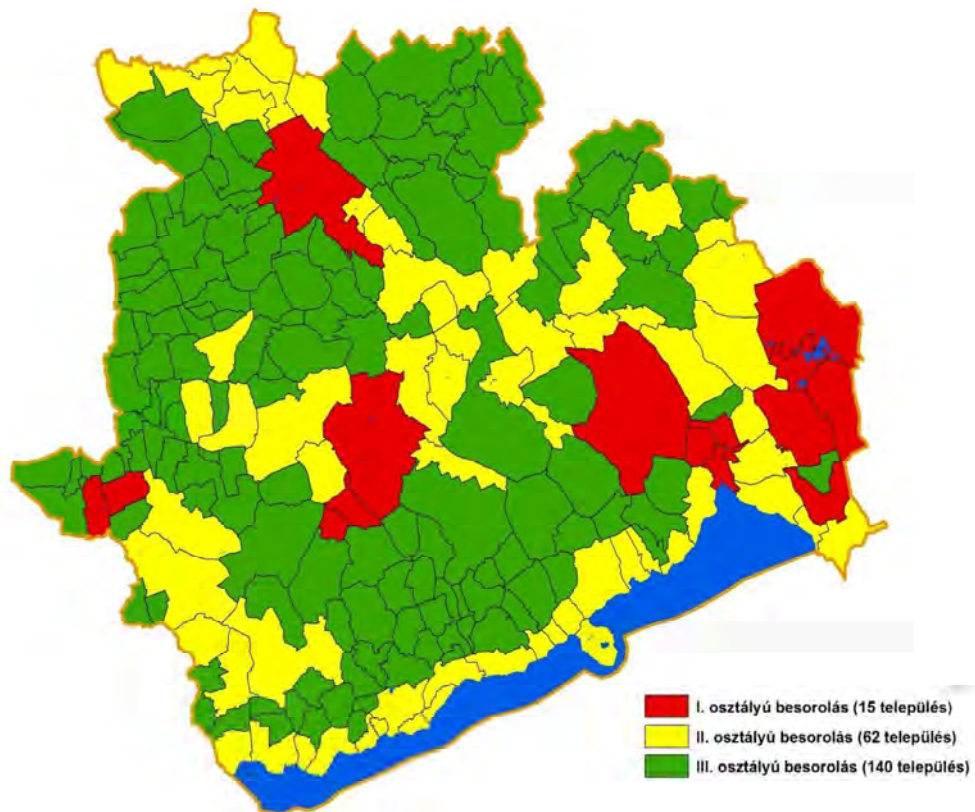 I. osztályú besorolás (15 település)
II. osztályú besorolás (62 település)
III. osztályú besorolás (140 település)